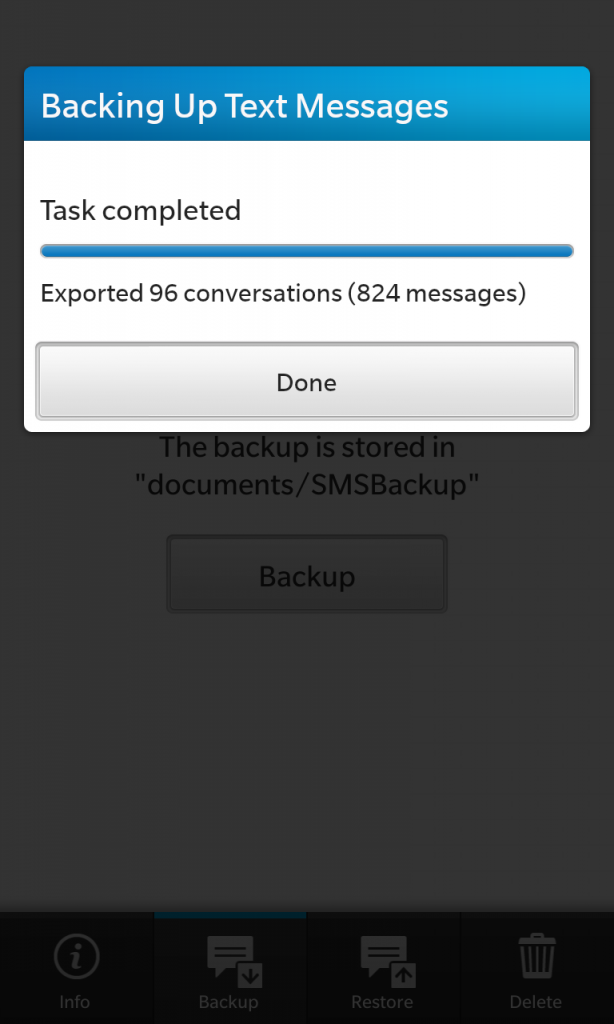 Backing Up Text Messages
Task completed
Exported 96 conversations (824 messages)
Done
The backup is stored in
"documents/SMSBackup"
Backup
Info
Backup
Restore
Delete